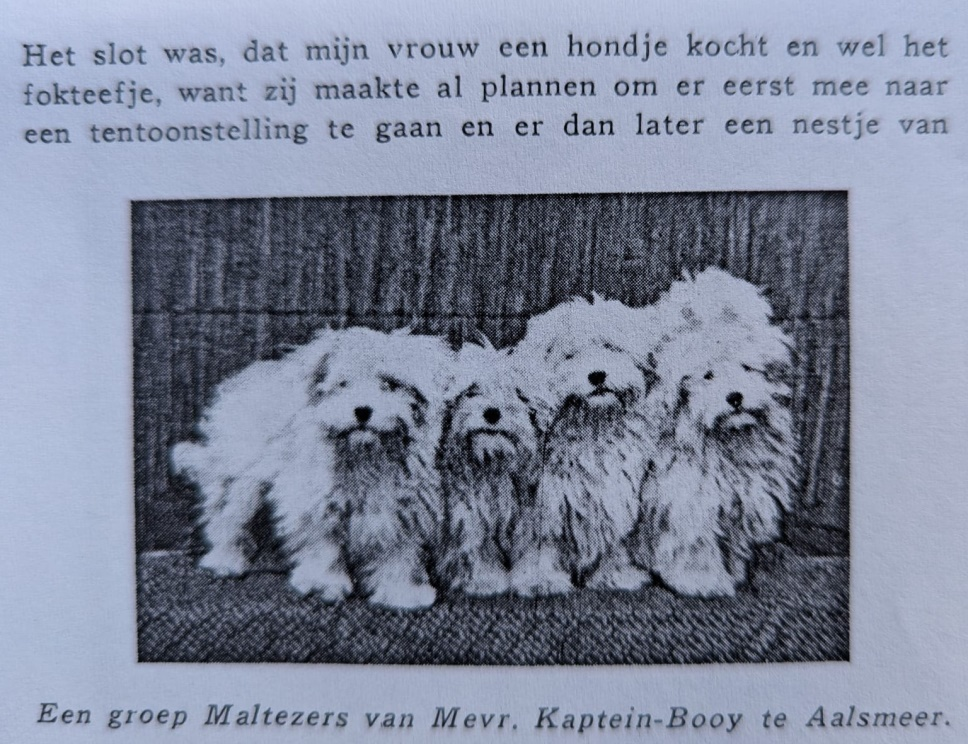 Het slot was, dat mijn vrouw een hondje kocht en wel het
fokteefje, want zij maakte al plannen om er eerst mee naar
een tentoonstelling te gaan en er dan later een nestje van
Een groep Maltezers van Mevr. Kaptein-Booy te Aalsmeer.